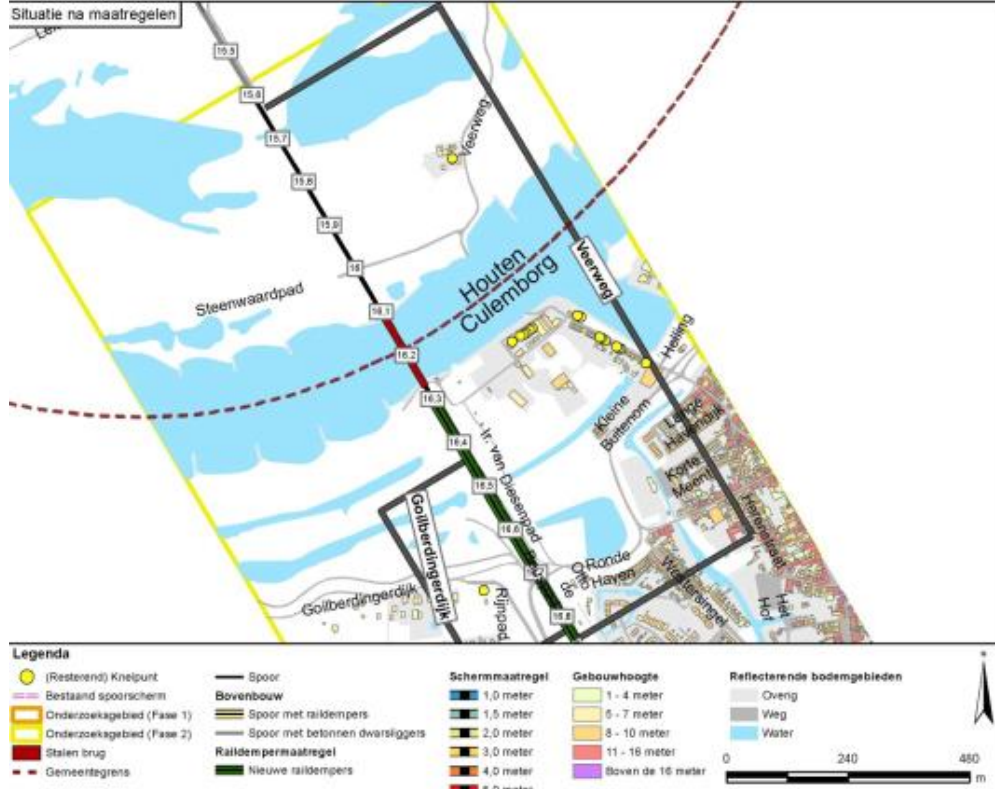 Situatie na maatregelen
15,5
15,6
15,7
15,8
15,9
16
16,1
16,2
16,3
16,4
16,5
16,6
16,8
Veerweg
Steenwaardpad
Houten
Culemborg
Veerweg
Helling
Kleine
Buitenom
Lange
Havendijk
Korte
Meent
Herenstraat
Ir. van Diesenpad
Goilberdingerdijk
Goilberdingerdijk
Rijnpad
Ronde
Haven
Otto
de
Westersingel
Het
Hof
Legenda
(Resterend) Knelpunt
Bestaand spoorscherm
Onderzoeksgebied (Fase 1)
Onderzoeksgebied (Fase 2)
Stalen brug
Gemeentegrens
Spoor
Bovenbouw
Spoor met raildempers
Spoor met betonnen dwarsliggers
Raildempermaatregel
Nieuwe raildempers
Schermmaatregel
1,0 meter
1,5 meter
2,0 meter
3,0 meter
4,0 meter
Gebouwhoogte
1 - 4 meter
5 - 7 meter
8 - 10 meter
11 - 16 meter
Boven de 16 meter
Reflecterende bodemgebieden
Overig
Weg
Water
0 240 480
m